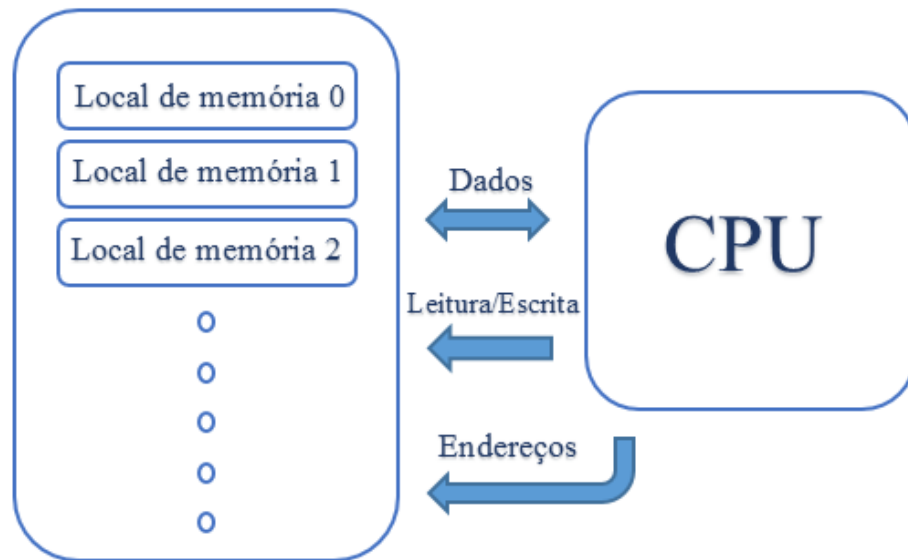 Local de memória 0
Local de memória 1
Local de memória 2
Dados
Leitura/Escrita
Endereços
CPU